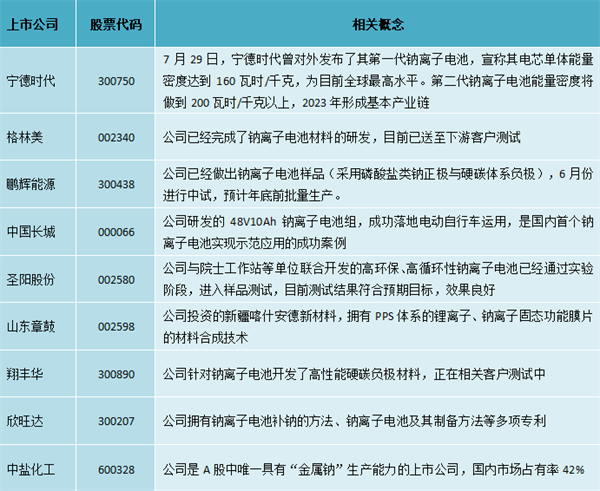 上市公司 股票代码 相关概念
7 月 29 日，宁德时代曾对外发布了其第一代钠离子电池，宣称其电芯单体能量
宁德时代 300750 密度达到 160 瓦时/千克，为目前全球最高水平。第二代钠离子电池能量密度将
做到 200 瓦时/千克以上，2023 年形成基本产业链
格林美 002340 公司已经完成了钠离子电池材料的研发，目前已送至下游客户测试
鹏辉能源 300438 公司已经做出钠离子电池样品（采用磷酸盐类钠正极与硬碳体系负极），6 月份
进行中试，预计年底前批量生产。
中国长城 000066 公司研发的 48V10Ah 钠离子电池组，成功落地电动自行车运用，是国内首个钠
离子电池实现示范应用的成功案例
圣阳股份 002580 公司与院士工作站等单位联合开发的高环保、高循环性钠离子电池已经通过实验
阶段，进入样品测试，目前测试结果符合预期目标，效果良好
山东章鼓 002598 公司投资的新疆喀什安德新材料，拥有 PPS 体系的锂离子、钠离子固态功能膜片
的材料合成技术
翔丰华 300890 公司针对钠离子电池开发了高性能硬碳负极材料，正在相关客户测试中
欣旺达 300207 公司拥有钠离子电池补钠的方法、钠离子电池及其制备方法等多项专利
中盐化工 600328 公司是 A 股中唯一具有“金属钠”生产能力的上市公司，国内市场占有率 42%